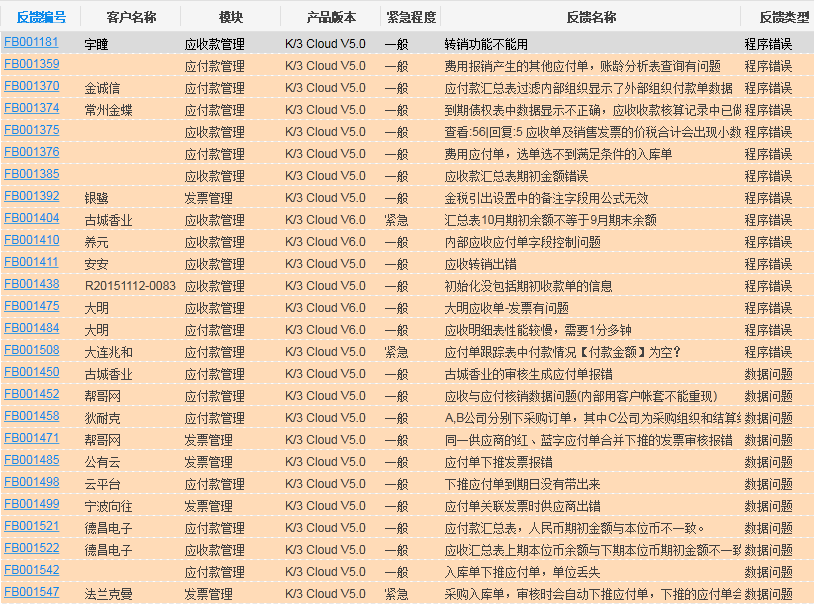 反馈编号 客户名称 模块 产品版本 紧急程度 反馈名称 反馈类型
FB001181 宇瞳 应收款管理 K/3 Cloud V5.0 一般 转销功能不能用 程序错误
FB001359 应付款管理 K/3 Cloud V5.0 一般 费用报销产生的其他应付单，账龄分析表查询有问题 程序错误
FB001370 金诚信 应付款管理 K/3 Cloud V5.0 一般 应付款汇总表过滤内部组织显示了外部组织付款单数据 程序错误
FB001374 常州金蝶 应收款管理 K/3 Cloud V5.0 一般 到期债权表中数据显示不正确，应收收款核算记录中已做 程序错误
FB001375 应收款管理 K/3 Cloud V5.0 一般 查看:56|回复:5 应收单及销售发票的价税合计会出现小数 程序错误
FB001376 应付款管理 K/3 Cloud V5.0 一般 费用应付单，选单选不到满足条件的入库单 程序错误
FB001385 应收款管理 K/3 Cloud V5.0 一般 应收款汇总表期初金额错误 程序错误
FB001392 银鹭 发票管理 K/3 Cloud V5.0 一般 金税引出设置中的备注字段用公式无效 程序错误
FB001404 古城香业 应收款管理 K/3 Cloud V6.0 紧急 汇总表10月期初余额不等于9月期末余额 程序错误
FB001410 养元 应收款管理 K/3 Cloud V6.0 一般 内部应收应付单字段控制问题 程序错误
FB001411 安安 应收款管理 K/3 Cloud V5.0 一般 应收转销出错 程序错误
FB001438 R20151112-0083 应收款管理 K/3 Cloud V5.0 一般 初始化没包括期初收款单的信息 程序错误
FB001475 大明 应收款管理 K/3 Cloud V6.0 一般 大明应收单-发票有问题 程序错误
FB001484 大明 应付款管理 K/3 Cloud V6.0 一般 应收明细表性能较慢，需要1分多钟 程序错误
FB001508 大连兆和 应付款管理 K/3 Cloud V5.0 紧急 应付单跟踪表中付款情况【付款金额】为空？ 程序错误
FB001450 古城香业 应付款管理 K/3 Cloud V5.0 一般 古城香业的审核生成应付单报错 数据问题
FB001452 帮哥网 应付款管理 K/3 Cloud V5.0 一般 应收与应付核销数据问题(内部用客户帐套不能重现) 数据问题
FB001458 狄耐克 应付款管理 K/3 Cloud V5.0 一般 A,B公司分别下采购订单，其中C公司为采购组织和结算 数据问题
FB001471 帮哥网 发票管理 K/3 Cloud V5.0 一般 同一供应商的红、蓝字应付单合并下推的发票审核报错 数据问题
FB001485 公有云 发票管理 K/3 Cloud V5.0 一般 应付单下推发票报错 数据问题
FB001498 云平台 应付款管理 K/3 Cloud V5.0 一般 下推应付单到期日没有带出来 数据问题
FB001499 宁波向往 发票管理 K/3 Cloud V5.0 一般 应付单关联发票时供应商出错 数据问题
FB001521 德昌电子 应付款管理 K/3 Cloud V5.0 一般 应付款汇总表，人民币期初金额与本位币不一致。 数据问题
FB001522 德昌电子 应收款管理 K/3 Cloud V5.0 一般 应收汇总表上期本位币余额与下期本位币期初金额不一致 数据问题
FB001542 应付款管理 K/3 Cloud V5.0 一般 入库单下推应付单，单位丢失 数据问题
FB001547 法兰克曼 发票管理 K/3 Cloud V5.0 紧急 采购入库单，审核时会自动下推应付单，下推的应付单会 数据问题